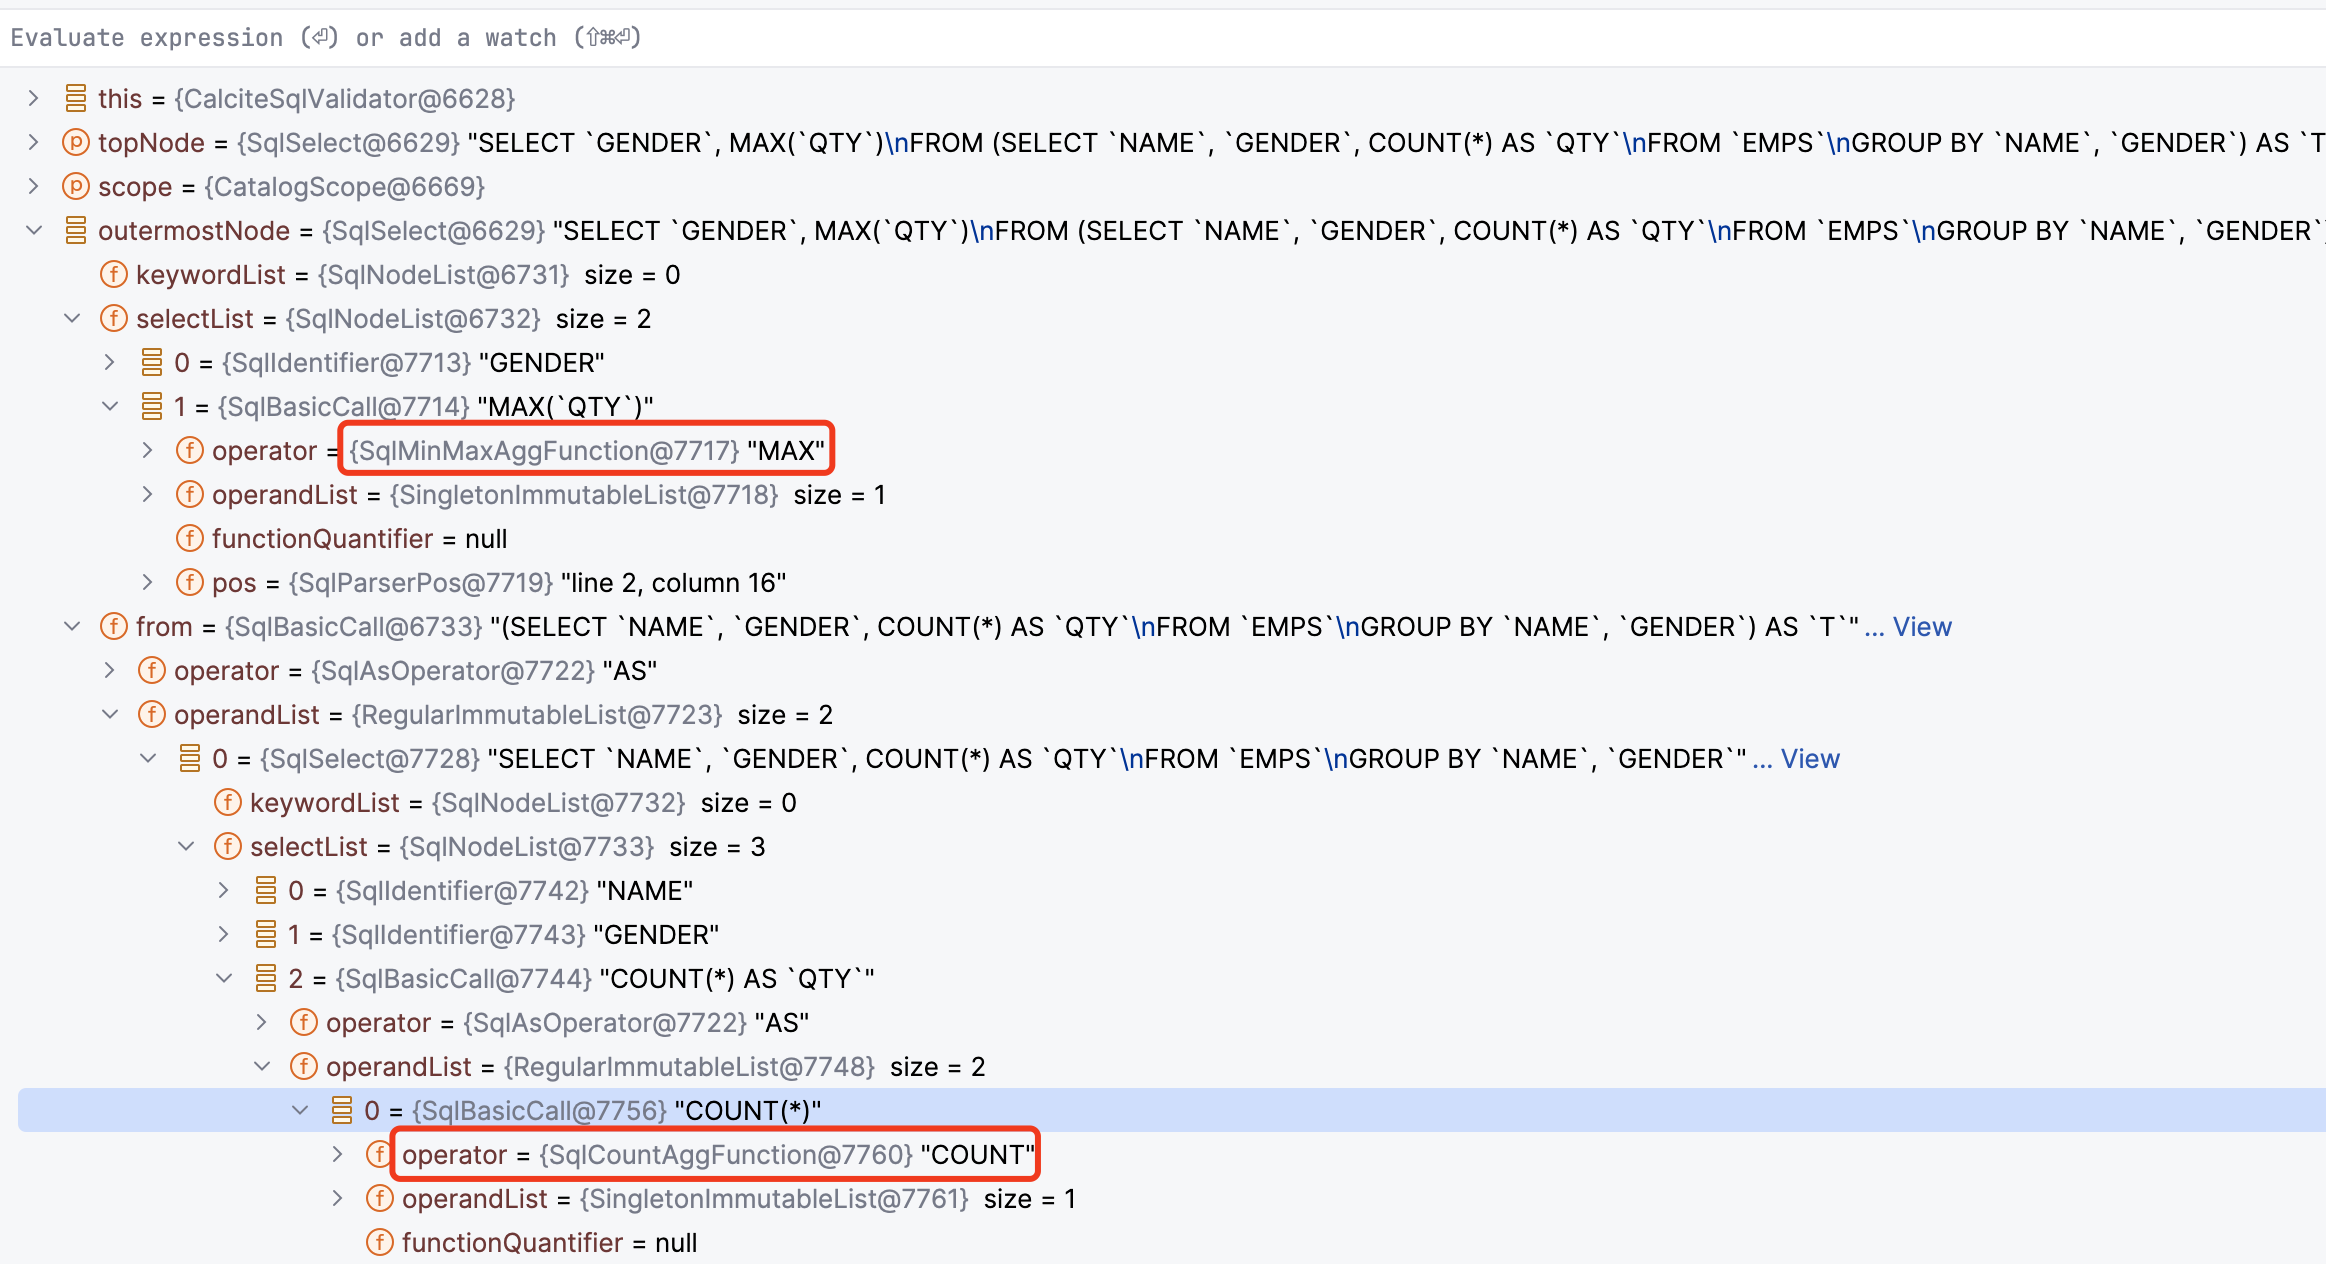 Evaluate expression (⏎) or add a watch (⇧⌘⏎)
this = {CalciteSqlValidator@6628}
topNode = {SqlSelect@6629} "SELECT `GENDER`, MAX(`QTY`)\nFROM (SELECT `NAME`, `GENDER`, COUNT(*) AS `QTY`\nFROM `EMPS`\nGROUP BY `NAME`, `GENDER`) AS `T
scope = {CatalogScope@6669}
outermostNode = {SqlSelect@6629} "SELECT `GENDER`, MAX(`QTY`)\nFROM (SELECT `NAME`, `GENDER`, COUNT(*) AS `QTY`\nFROM `EMPS`\nGROUP BY `NAME`, `GENDER`)
keywordList = {SqlNodeList@6731} size = 0
selectList = {SqlNodeList@6732} size = 2
0 = {SqlIdentifier@7713} "GENDER"
1 = {SqlBasicCall@7714} "MAX(`QTY`)"
operator = {SqlMinMaxAggFunction@7717} "MAX"
operandList = {SingletonImmutableList@7718} size = 1
functionQuantifier = null
pos = {SqlParserPos@7719} "line 2, column 16"
from = {SqlBasicCall@6733} "(SELECT `NAME`, `GENDER`, COUNT(*) AS `QTY`\nFROM `EMPS`\nGROUP BY `NAME`, `GENDER`) AS `T`" ... View
operator = {SqlAsOperator@7722} "AS"
operandList = {RegularImmutableList@7723} size = 2
0 = {SqlSelect@7728} "SELECT `NAME`, `GENDER`, COUNT(*) AS `QTY`\nFROM `EMPS`\nGROUP BY `NAME`, `GENDER`" ... View
keywordList = {SqlNodeList@7732} size = 0
selectList = {SqlNodeList@7733} size = 3
0 = {SqlIdentifier@7742} "NAME"
1 = {SqlIdentifier@7743} "GENDER"
2 = {SqlBasicCall@7744} "COUNT(*) AS `QTY`"
operator = {SqlAsOperator@7722} "AS"
operandList = {RegularImmutableList@7748} size = 2
0 = {SqlBasicCall@7756} "COUNT(*)"
operator = {SqlCountAggFunction@7760} "COUNT"
operandList = {SingletonImmutableList@7761} size = 1
functionQuantifier = null